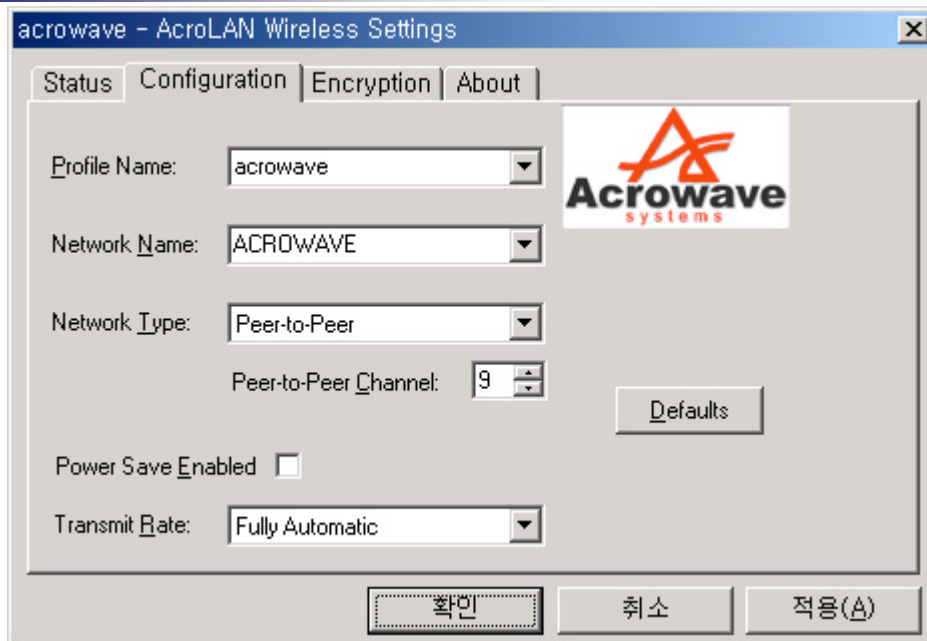 acrowave - AcroLAN Wireless Settings
Status Configuration Encryption About
Profile Name: acrowave
Acrowave
systems
Network Name: ACROWAVE
Network Type: Peer-to-Peer
Peer-to-Peer Channel: 9
Defaults
Power Save Enabled
Transmit Rate: Fully Automatic
확인 취소 적용(A)